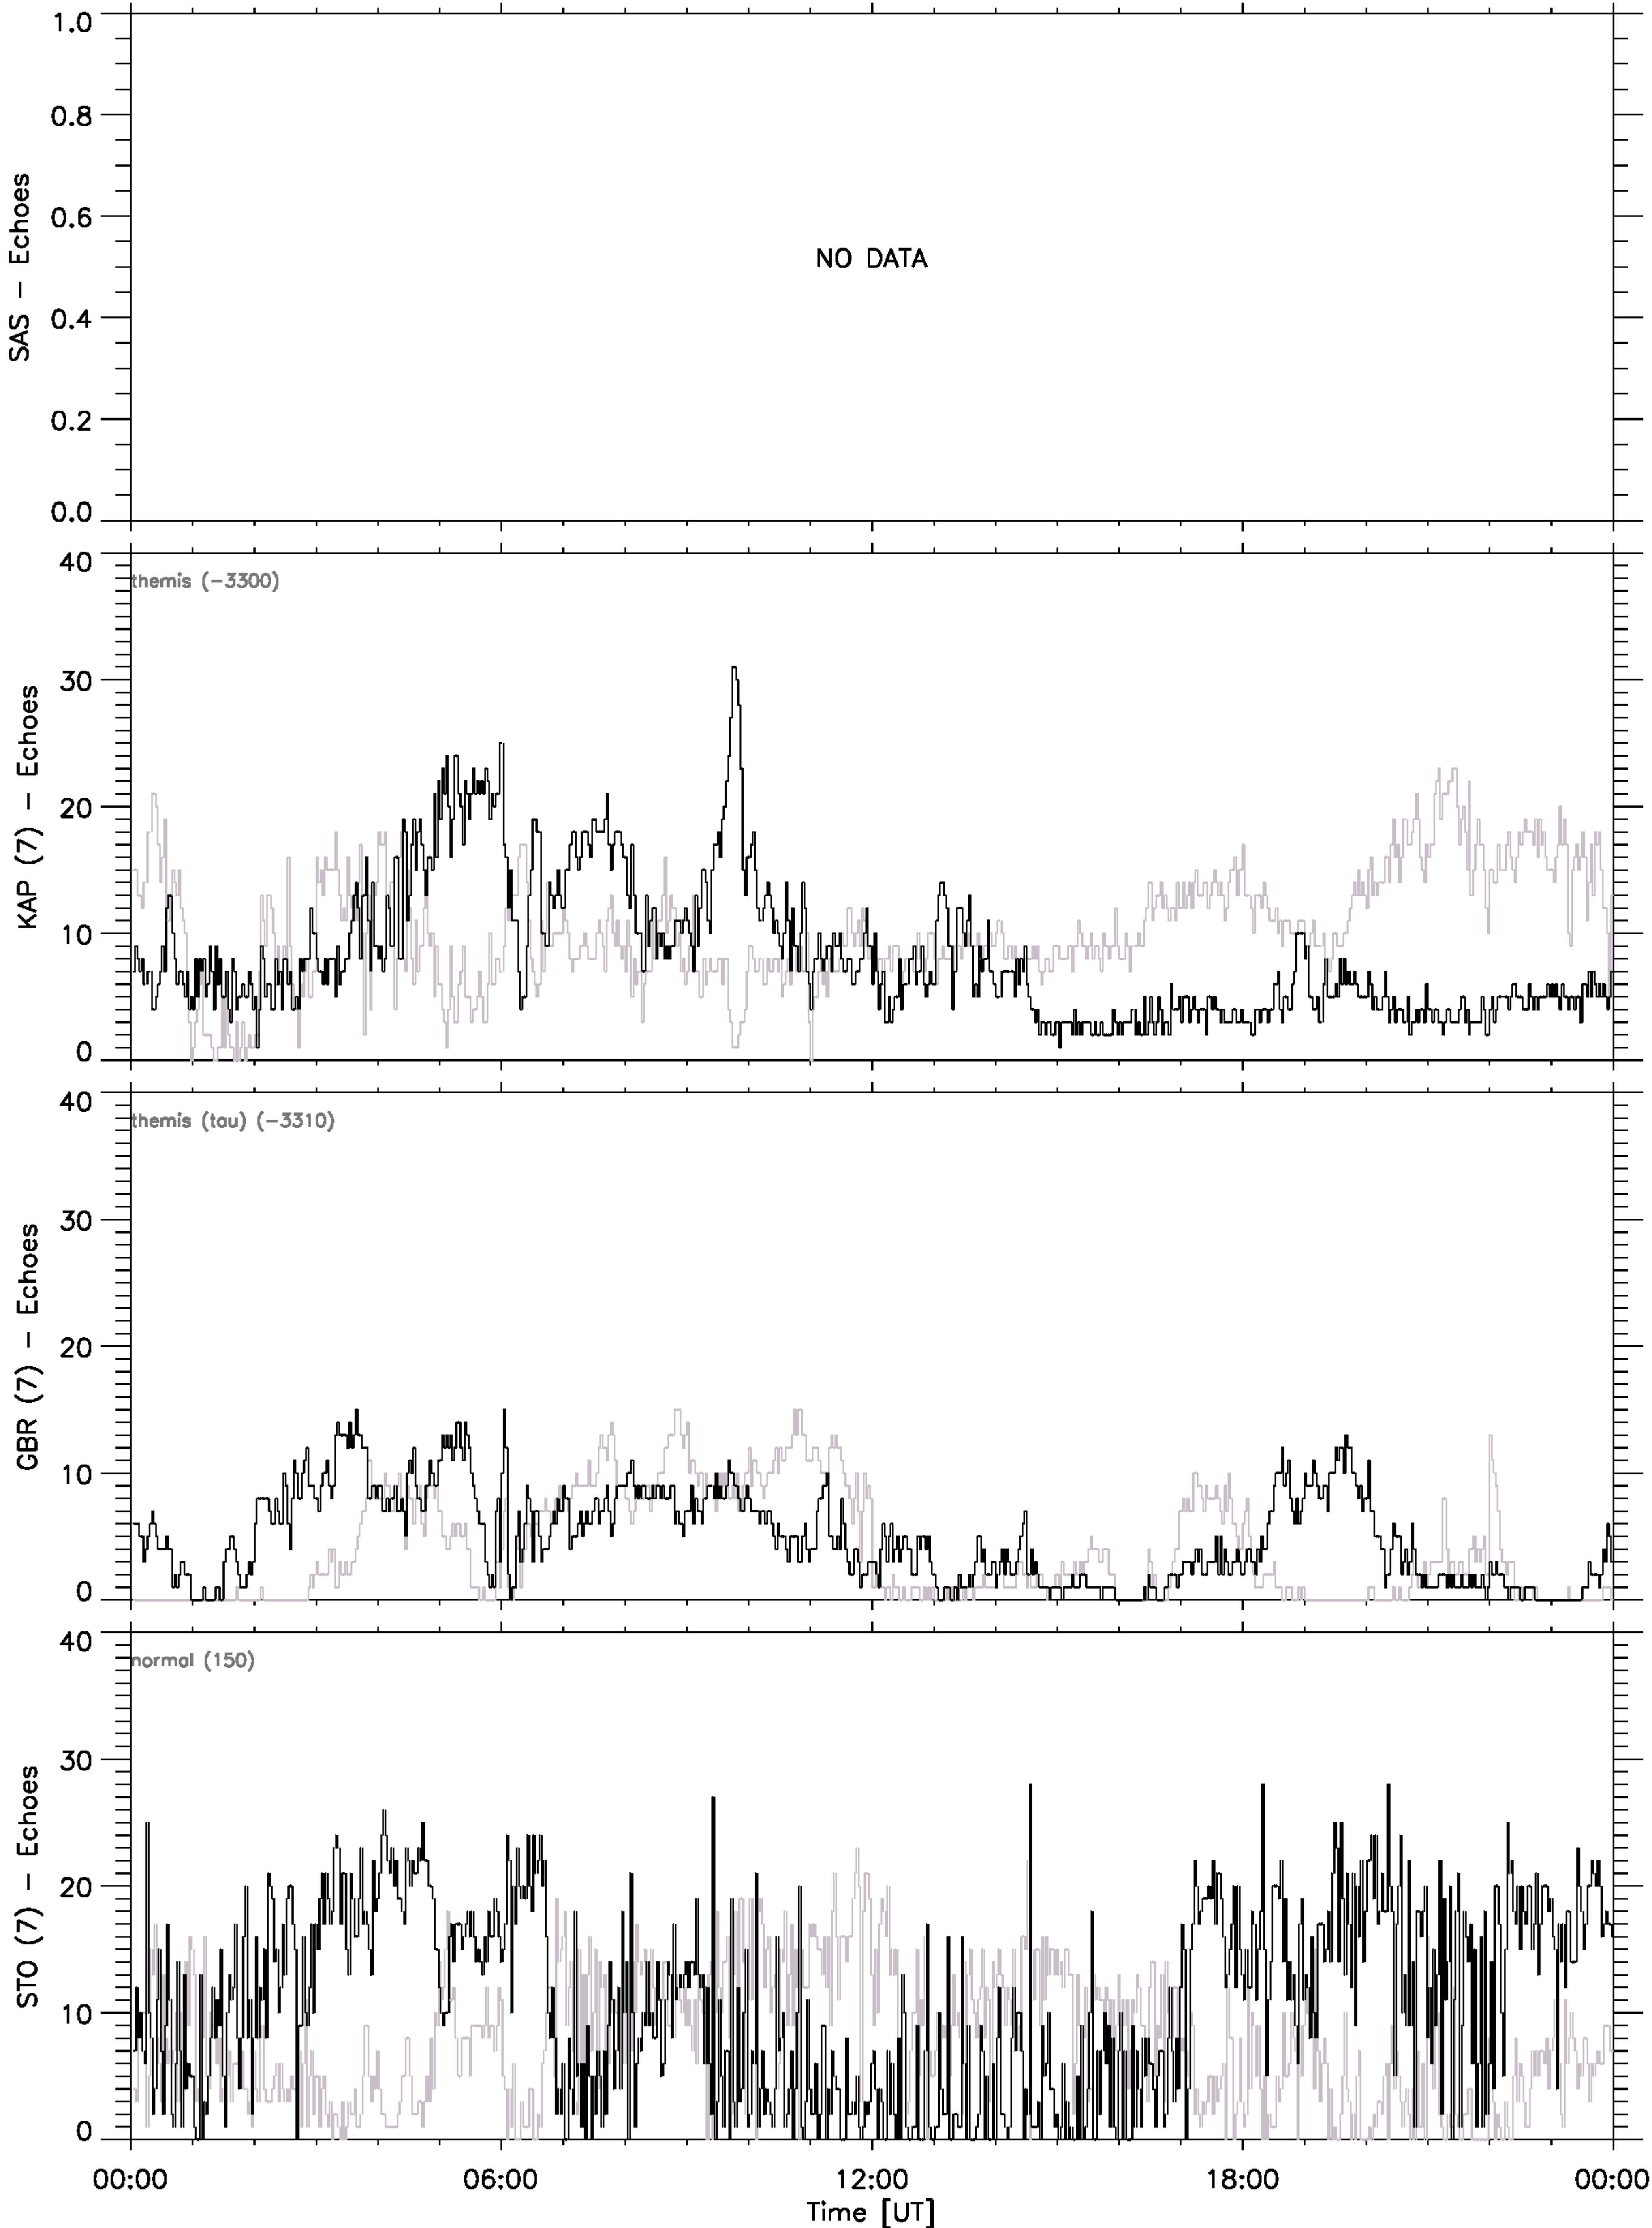 1.0
0.8
0.6
0.4
0.2
0.0
SAS - Echoes
NO DATA
40
30
20
10
0
KAP (7) - Echoes
themis (-3300)
40
30
20
10
0
GBR (7) - Echoes
themis (tau) (-3310)
40
30
20
10
0
STO (7) - Echoes
normal (150)
00:00 06:00 12:00 18:00 00:00
Time [UT]